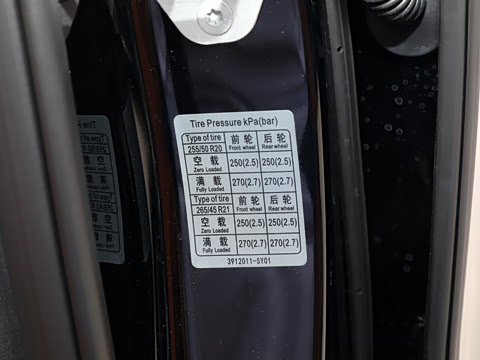 Tire Pressure kPa(bar)
Type of tire 前 轮 后 轮
255/50 R20 Front wheel Rear wheel
空 载 250(2.5) 250(2.5)
Zero Loaded
满 载 270(2.7) 270(2.7)
Fully Loaded
Type of tire 前 轮 后 轮
265/45 R21 Front wheel Rear wheel
空 载 250(2.5) 250(2.5)
Zero Loaded
满 载 270(2.7) 270(2.7)
Fully Loaded
3912011-SY01